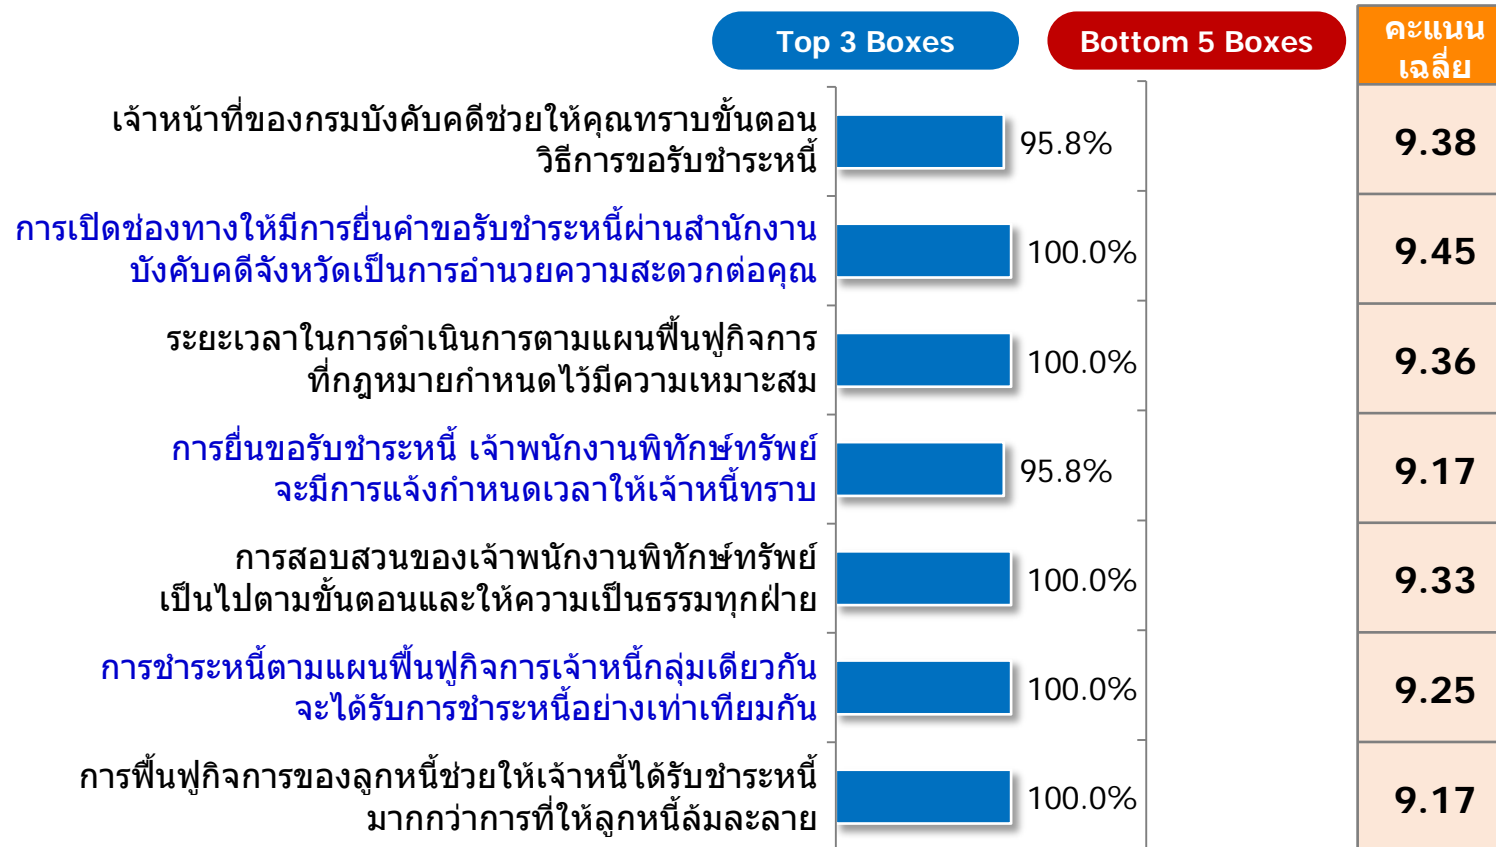 Top 3 Boxes
Bottom 5 Boxes
คะแนน
เฉลี่ย
เจ้าหน้าที่ของกรมบังคับคดีช่วยให้คุณทราบขั้นตอน
วิธีการขอรับชำระหนี้
95.8%
9.38
การเปิดช่องทางให้มีการยื่นคำขอรับชำระหนี้ผ่านสำนักงาน
บังคับคดีจังหวัดเป็นการอำนวยความสะดวกต่อคุณ
100.0%
9.45
ระยะเวลาในการดำเนินการตามแผนฟื้นฟูกิจการ
ที่กฎหมายกำหนดไว้มีความเหมาะสม
100.0%
9.36
การยื่นขอรับชำระหนี้ เจ้าพนักงานพิทักษ์ทรัพย์
จะมีการแจ้งกำหนดเวลาให้เจ้าหนี้ทราบ
95.8%
9.17
การสอบสวนของเจ้าพนักงานพิทักษ์ทรัพย์
เป็นไปตามขั้นตอนและให้ความเป็นธรรมทุกฝ่าย
100.0%
9.33
การชำระหนี้ตามแผนฟื้นฟูกิจการเจ้าหนี้กลุ่มเดียวกัน
จะได้รับการชำระหนี้อย่างเท่าเทียมกัน
100.0%
9.25
การฟื้นฟูกิจการของลูกหนี้ช่วยให้เจ้าหนี้ได้รับชำระหนี้
มากกว่าการที่ให้ลูกหนี้ล้มละลาย
100.0%
9.17